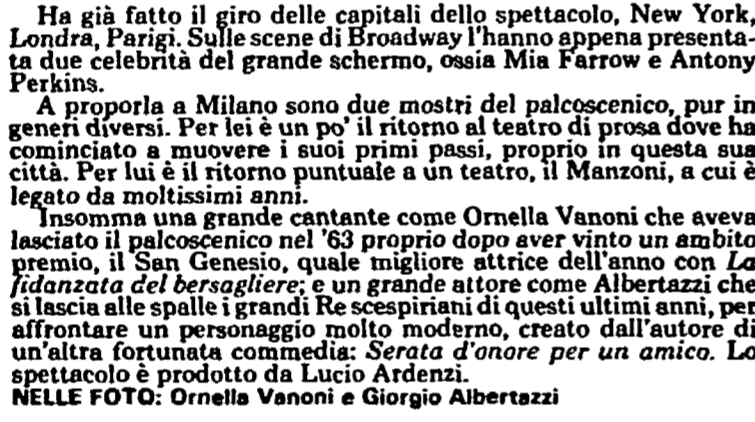 Ha già fatto il giro delle capitali dello spettacolo, New York,
Londra, Parigi. Sulle scene di Broadway l'hanno appena presenta-
ta due celebrità del grande schermo, ossia Mia Farrow e Antony
Perkins.
A proporla a Milano sono due mostri del palcoscenico, pur in
generi diversi. Per lei è un po' il ritorno al teatro di prosa dove ha
cominciato a muovere i suoi primi passi, proprio in questa sua
città. Per lui è il ritorno puntuale a un teatro, il Manzoni, a cui è
legato da moltissimi anni.
Insomma una grande cantante come Ornella Vanoni che aveva
lasciato il palcoscenico nel '63 proprio dopo aver vinto un ambito
premio, il San Genesio, quale migliore attrice dell'anno con La
fidanzata del bersagliere; e un grande attore come Albertazzi che
si lascia alle spalle i grandi Re scespiriani di questi ultimi anni, per
affrontare un personaggio molto moderno, creato dall'autore di
un'altra fortunata commedia: Serata d'onore per un amico. Lo
spettacolo è prodotto da Lucio Ardenzi.
NELLE FOTO: Ornella Vanoni e Giorgio Albertazzi